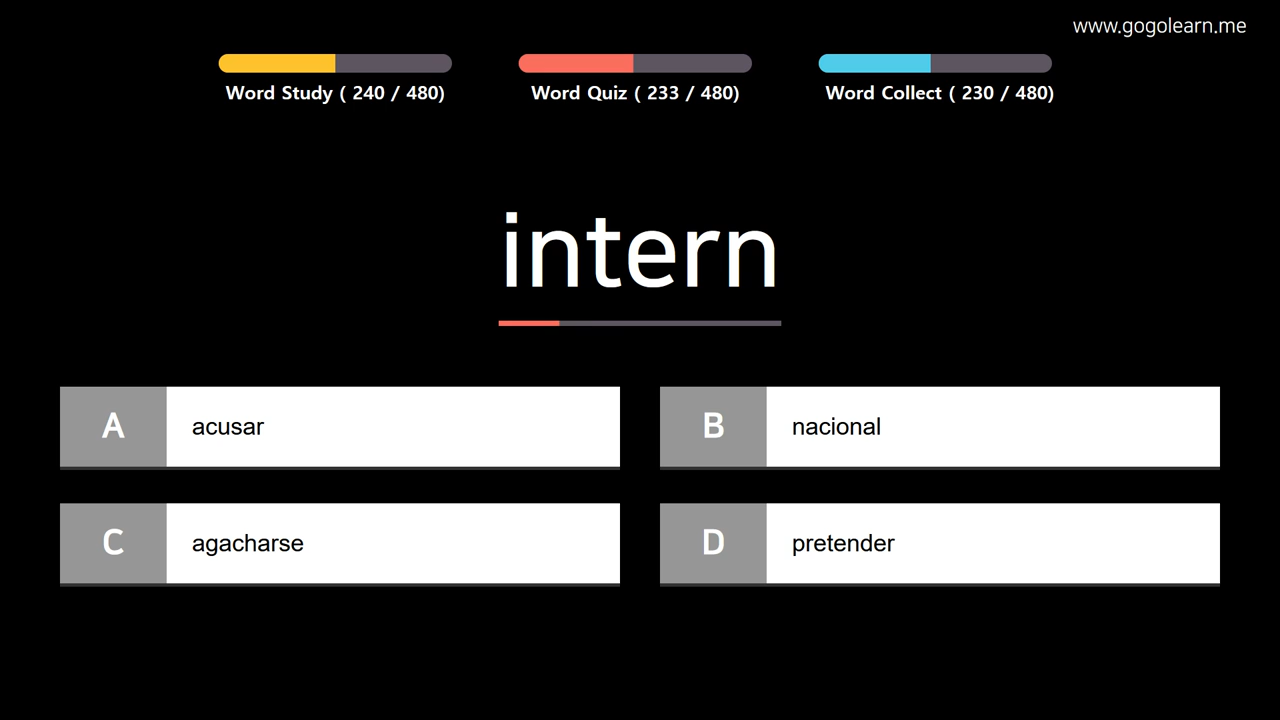 www.gogolearn.me
Word Study ( 240 / 480)
Word Quiz ( 233 / 480)
Word Collect ( 230 / 480)
intern
A acusar
B nacional
C agacharse
D pretender